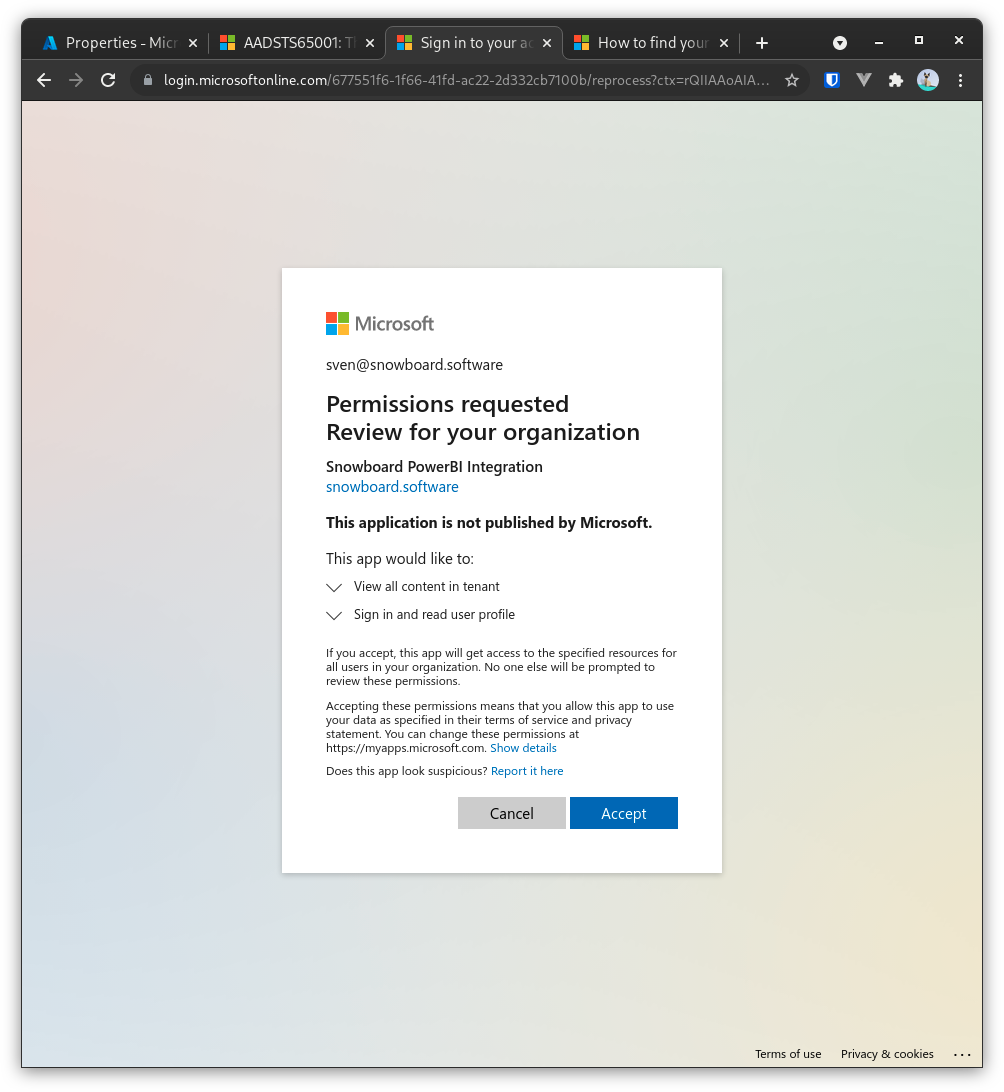 Properties - Micr
AADSTS65001: Th
Sign in to your ac
How to find your
login.microsoftonline.com/677551f6-1f66-41fd-ac22-2d332cb7100b/reprocess?ctx=rQIIAAoAIA...
Microsoft
sven@snowboard.software
Permissions requested
Review for your organization
Snowboard PowerBI Integration
snowboard.software
This application is not published by Microsoft.
This app would like to:
View all content in tenant
Sign in and read user profile
If you accept, this app will get access to the specified resources for
all users in your organization. No one else will be prompted to
review these permissions.
Accepting these permissions means that you allow this app to use
your data as specified in their terms of service and privacy
statement. You can change these permissions at
https://myapps.microsoft.com. Show details
Does this app look suspicious? Report it here
Cancel Accept
Terms of use Privacy & cookies ...